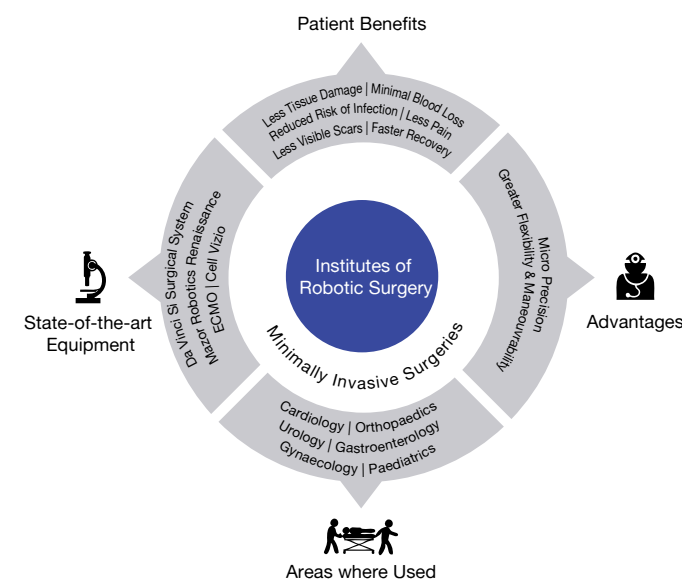 Patient Benefits
Less Tissue Damage | Minimal Blood Loss
Reduced Risk of Infection | Less Pain
Less Visible Scars | Faster Recovery
Micro Precision
Greater Flexibility & Maneouvrability
Advantages
Institutes of
Robotic Surgery
Minimally Invasive Surgeries
Da Vinci Si Surgical System
Mazor Robotics Renaissance
ECMO | Cell Vizio
State-of-the-art
Equipment
Cardiology | Orthopaedics
Urology | Gastroenterology
Gynaecology | Paediatrics
Areas where Used